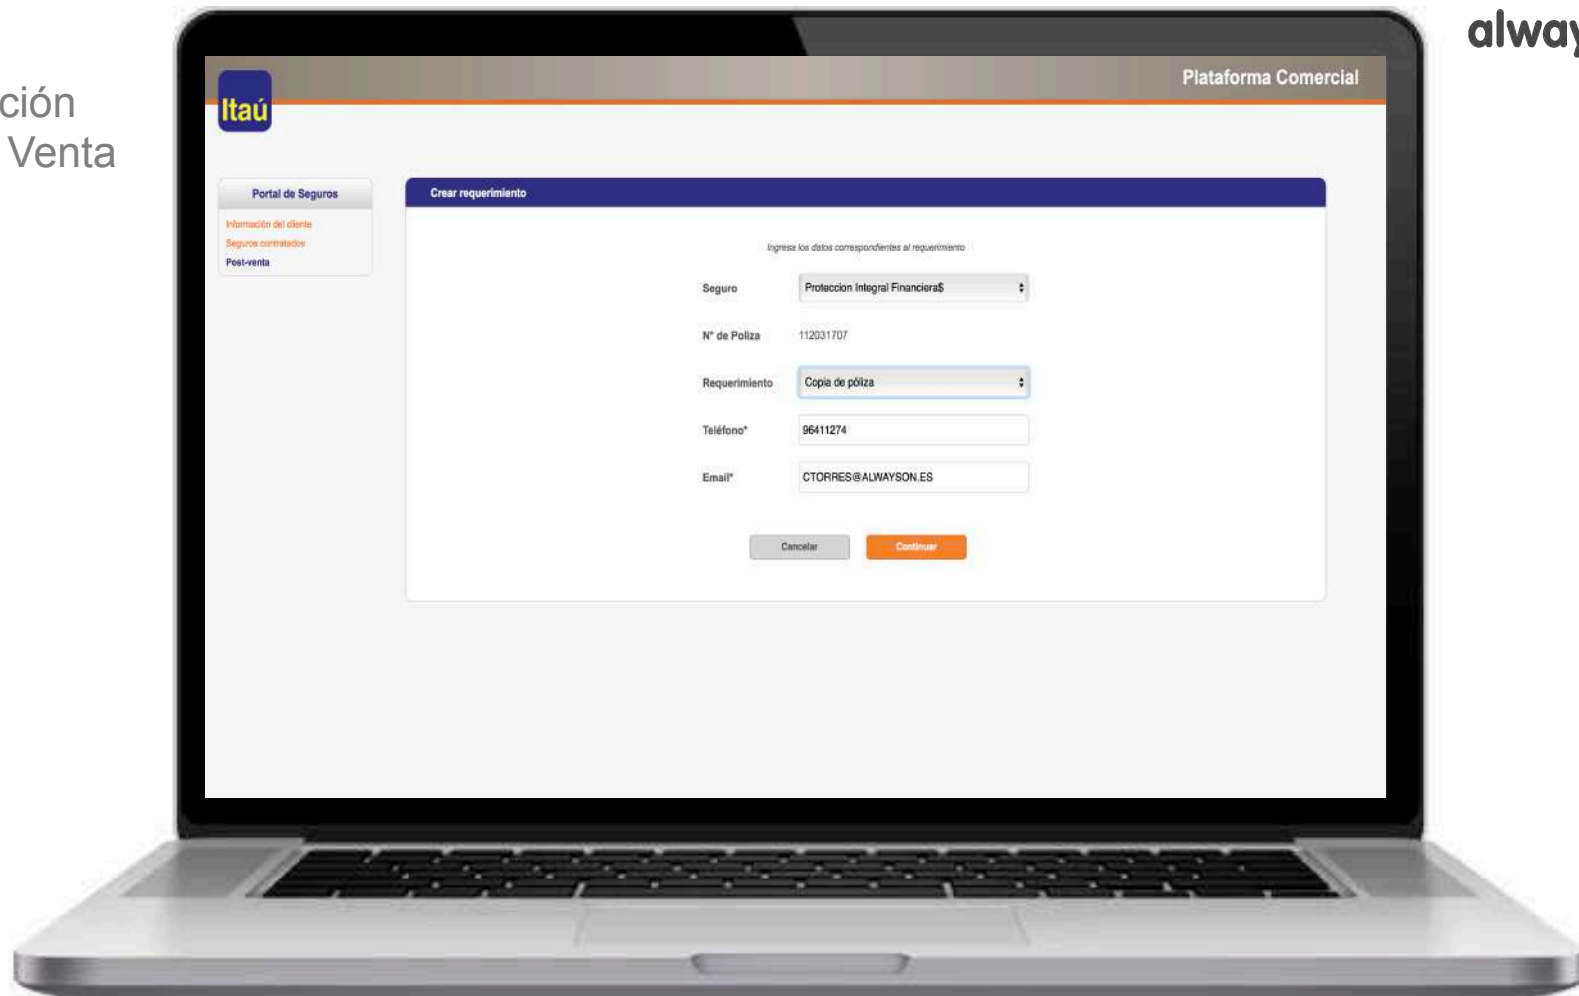 ción
Venta
alway
Plataforma Comercial
Itaú
Portal de Seguros
Información del cliente
Seguros contratados
Post-venta
Crear requerimiento
Ingresa los datos correspondientes al requerimiento
Seguro Proteccion Integral Financiera$
N° de Poliza 112031707
Requerimiento Copia de póliza
Teléfono* 96411274
Email* CTORRES@ALWAYSON.ES
Cancelar Continuar